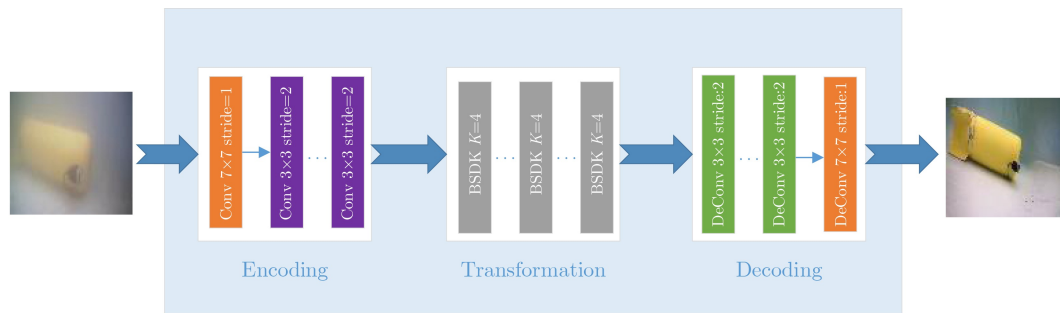 Conv 7×7 stride=1
Conv 3×3 stride=2
...
Conv 3×3 stride=2
BSDK K=4
...
BSDK K=4
...
BSDK K=4
DeConv 3×3 stride:2
...
DeConv 3×3 stride:2
DeConv 7×7 stride:1
Encoding
Transformation
Decoding